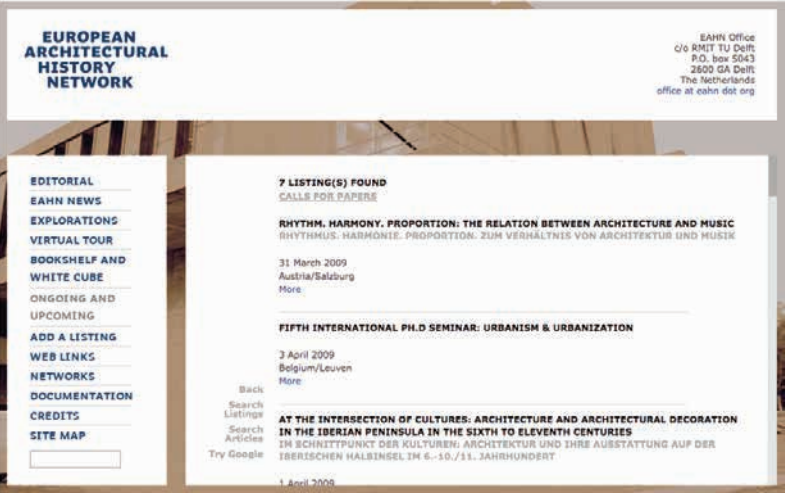 EUROPEAN
ARCHITECTURAL
HISTORY
NETWORK
EAHN Office
c/o RMIT TU Delft
P.O. box 5043
2600 GA Delft
The Netherlands
office at eahn dot org
EDITORIAL
EAHN NEWS
EXPLORATIONS
VIRTUAL TOUR
BOOKSHELF AND
WHITE CUBE
ONGOING AND
UPCOMING
ADD A LISTING
WEB LINKS
NETWORKS
DOCUMENTATION
CREDITS
SITE MAP
Back
Search
Listings
Search
Articles
Try Google
7 LISTING(S) FOUND
CALLS FOR PAPERS
RHYTHM. HARMONY. PROPORTION: THE RELATION BETWEEN ARCHITECTURE AND MUSIC
RHYTHMUS. HARMONIE. PROPORTION. ZUM VERHÄLTNIS VON ARCHITEKTUR UND MUSIK
31 March 2009
Austria/Salzburg
More
FIFTH INTERNATIONAL PH.D SEMINAR: URBANISM & URBANIZATION
3 April 2009
Belgium/Leuven
More
AT THE INTERSECTION OF CULTURES: ARCHITECTURE AND ARCHITECTURAL DECORATION
IN THE IBERIAN PENINSULA IN THE SIXTH TO ELEVENTH CENTURIES
IM SCHNITTPUNKT DER KULTUREN: ARCHITEKTUR UND IHRE AUSSTATTUNG AUF DER
IBERISCHEN HALBINSEL IM 6.-10./11. JAHRHUNDERT
1 April 2009